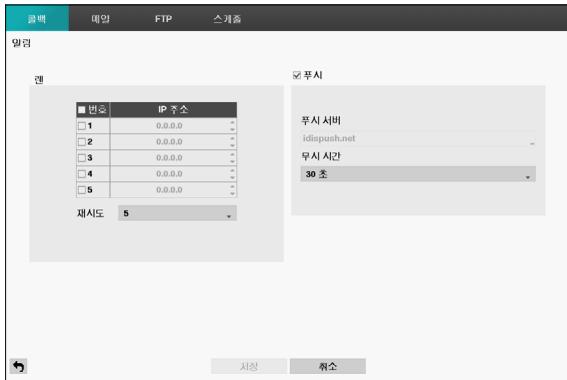 콜백 메일 FTP 스케줄
알림
랜
번호 IP 주소
1 0.0.0.0
2 0.0.0.0
3 0.0.0.0
4 0.0.0.0
5 0.0.0.0
재시도 5
푸시
푸시 서버
idispush.net
무시 시간
30 초
저장 취소